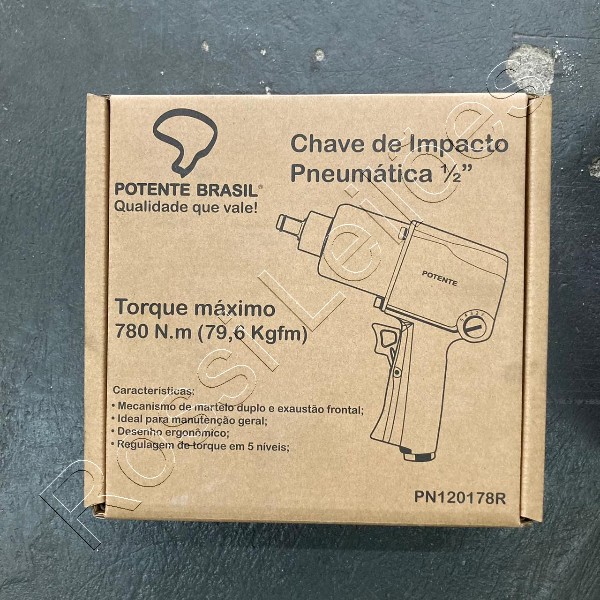 POTENTE BRASIL®
Qualidade que vale!
Chave de Impacto
Pneumática ½”
POTENTE
Torque máximo
780 N.m (79,6 Kgfm)
Características:
• Mecanismo de martelo duplo e exaustão frontal;
• Ideal para manutenção geral;
• Desenho ergonômico;
• Regulagem de torque em 5 níveis;
PN120178R
Rossi Leilões